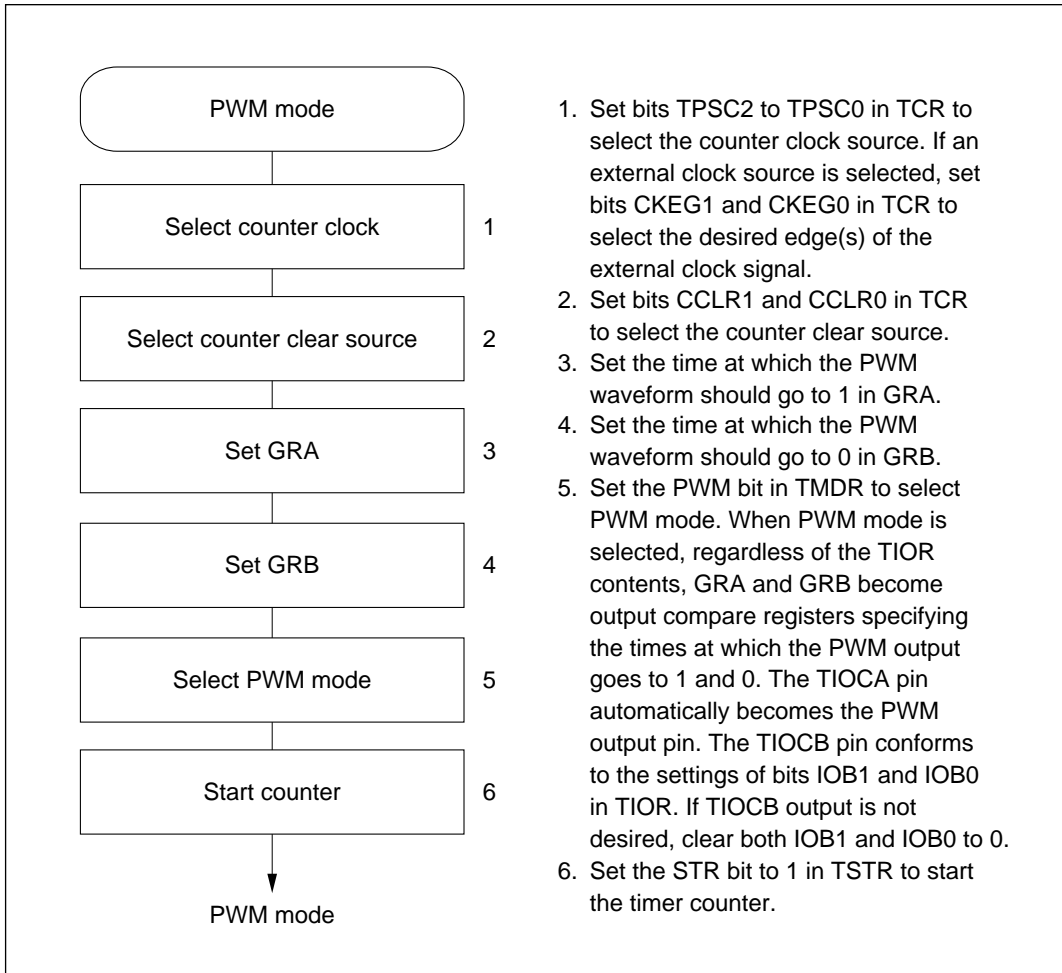 PWM mode
Select counter clock
1
Select counter clear source
2
Set GRA
3
Set GRB
4
Select PWM mode
5
Start counter
6
PWM mode
1. Set bits TPSC2 to TPSC0 in TCR to
select the counter clock source. If an
external clock source is selected, set
bits CKEG1 and CKEG0 in TCR to
select the desired edge(s) of the
external clock signal.
2. Set bits CCLR1 and CCLR0 in TCR
to select the counter clear source.
3. Set the time at which the PWM
waveform should go to 1 in GRA.
4. Set the time at which the PWM
waveform should go to 0 in GRB.
5. Set the PWM bit in TMDR to select
PWM mode. When PWM mode is
selected, regardless of the TIOR
contents, GRA and GRB become
output compare registers specifying
the times at which the PWM output
goes to 1 and 0. The TIOCA pin
automatically becomes the PWM
output pin. The TIOCB pin conforms
to the settings of bits IOB1 and IOB0
in TIOR. If TIOCB output is not
desired, clear both IOB1 and IOB0 to 0.
6. Set the STR bit to 1 in TSTR to start
the timer counter.